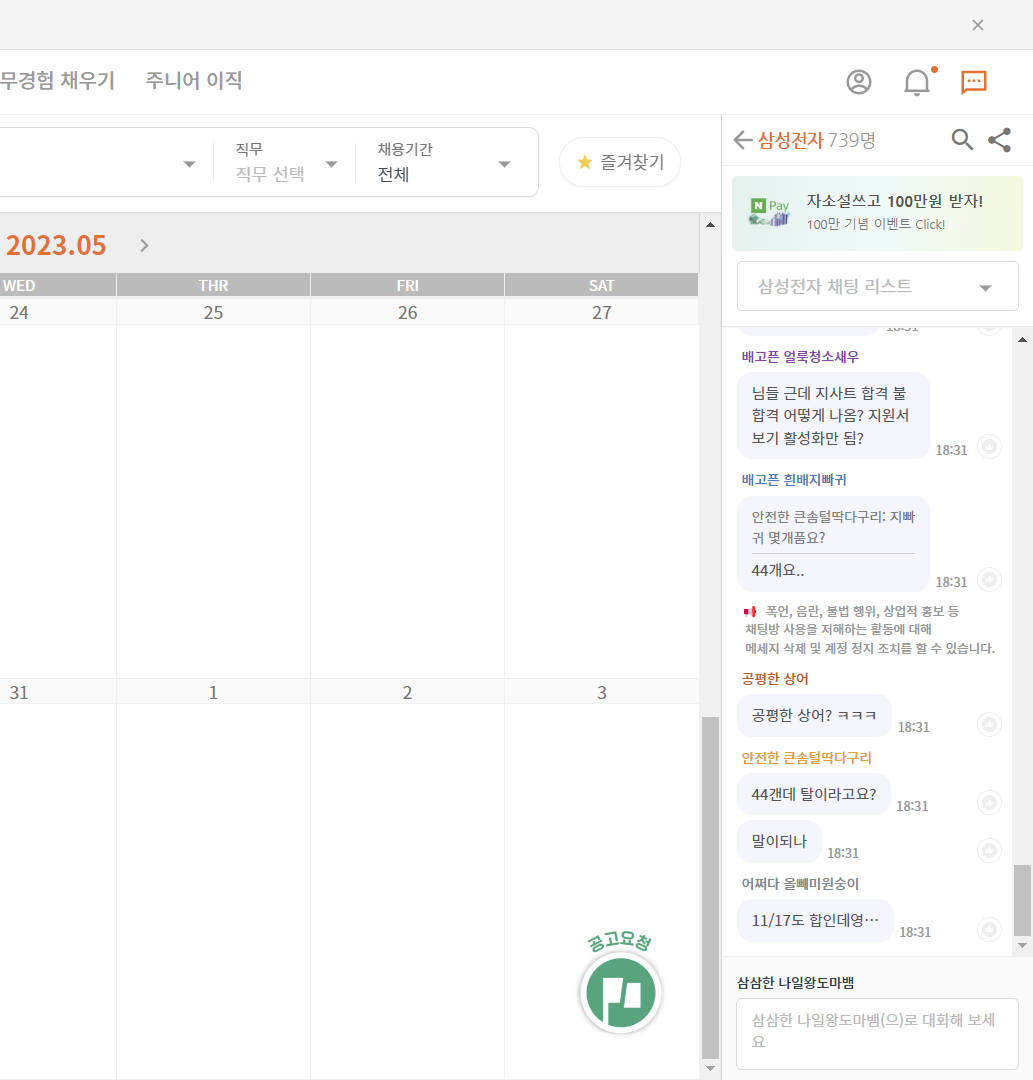 무경험 채우기 주니어 이직
직무
직무 선택
채용기간
전체
즐겨찾기
2023.05
WED THR FRI SAT
24 25 26 27
31 1 2 3
공고요청
삼성전자 739명
N Pay
자소설쓰고 100만원 받자!
100만 기념 이벤트 Click!
삼성전자 채팅 리스트
18:31
배고픈 얼룩청소새우
님들 근데 지사트 합격 불
합격 어떻게 나옴? 지원서
보기 활성화만 됨?
18:31
배고픈 흰배지빠귀
안전한 큰솜털딱다구리: 지빠
귀 몇개품요?
44개요..
18:31
폭언, 음란, 불법 행위, 상업적 홍보 등
채팅방 사용을 저해하는 활동에 대해
메세지 삭제 및 계정 정지 조치를 할 수 있습니다.
공평한 상어
공평한 상어? ㅋㅋㅋ
18:31
안전한 큰솜털딱다구리
44갠데 탈이라고요?
18:31
말이되나
18:31
어쩌다 올빼미원숭이
11/17도 합인데영…
18:31
삼삼한 나일왕도마뱀
삼삼한 나일왕도마뱀(으)로 대화해 보세
요